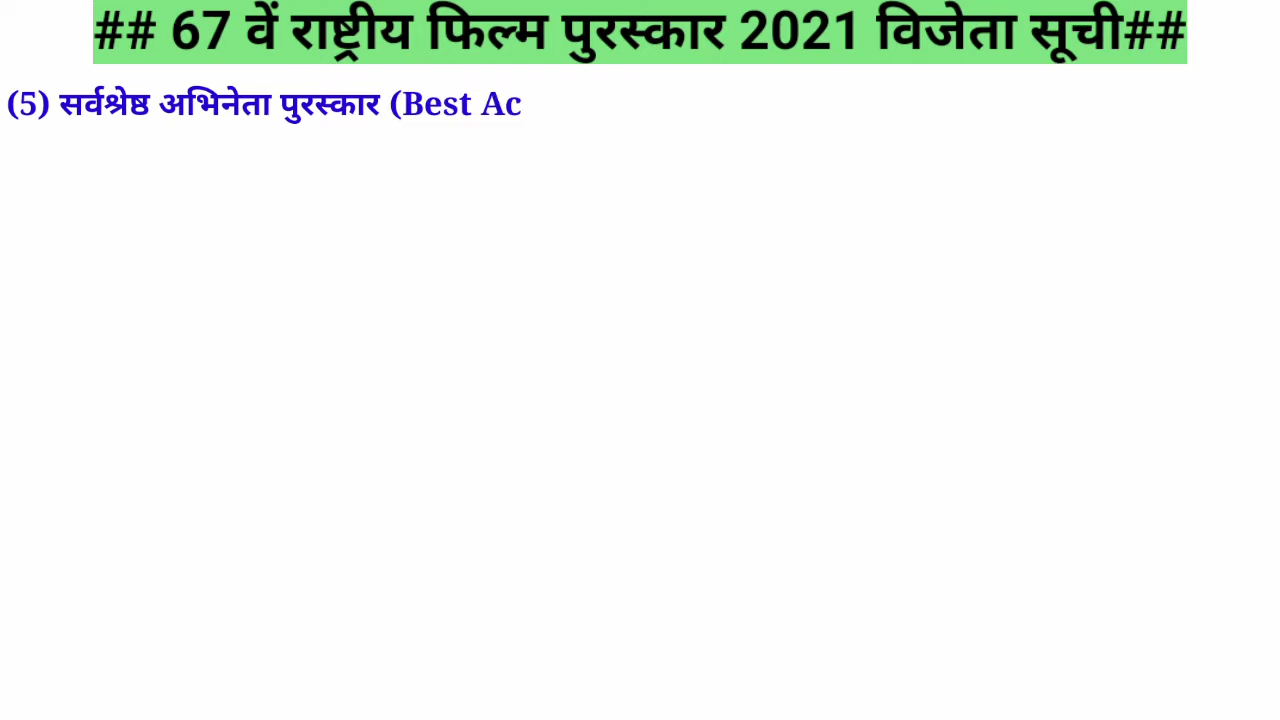 ## 67 वें राष्ट्रीय फिल्म पुरस्कार 2021 विजेता सूची##
(5) सर्वश्रेष्ठ अभिनेता पुरस्कार (Best Ac